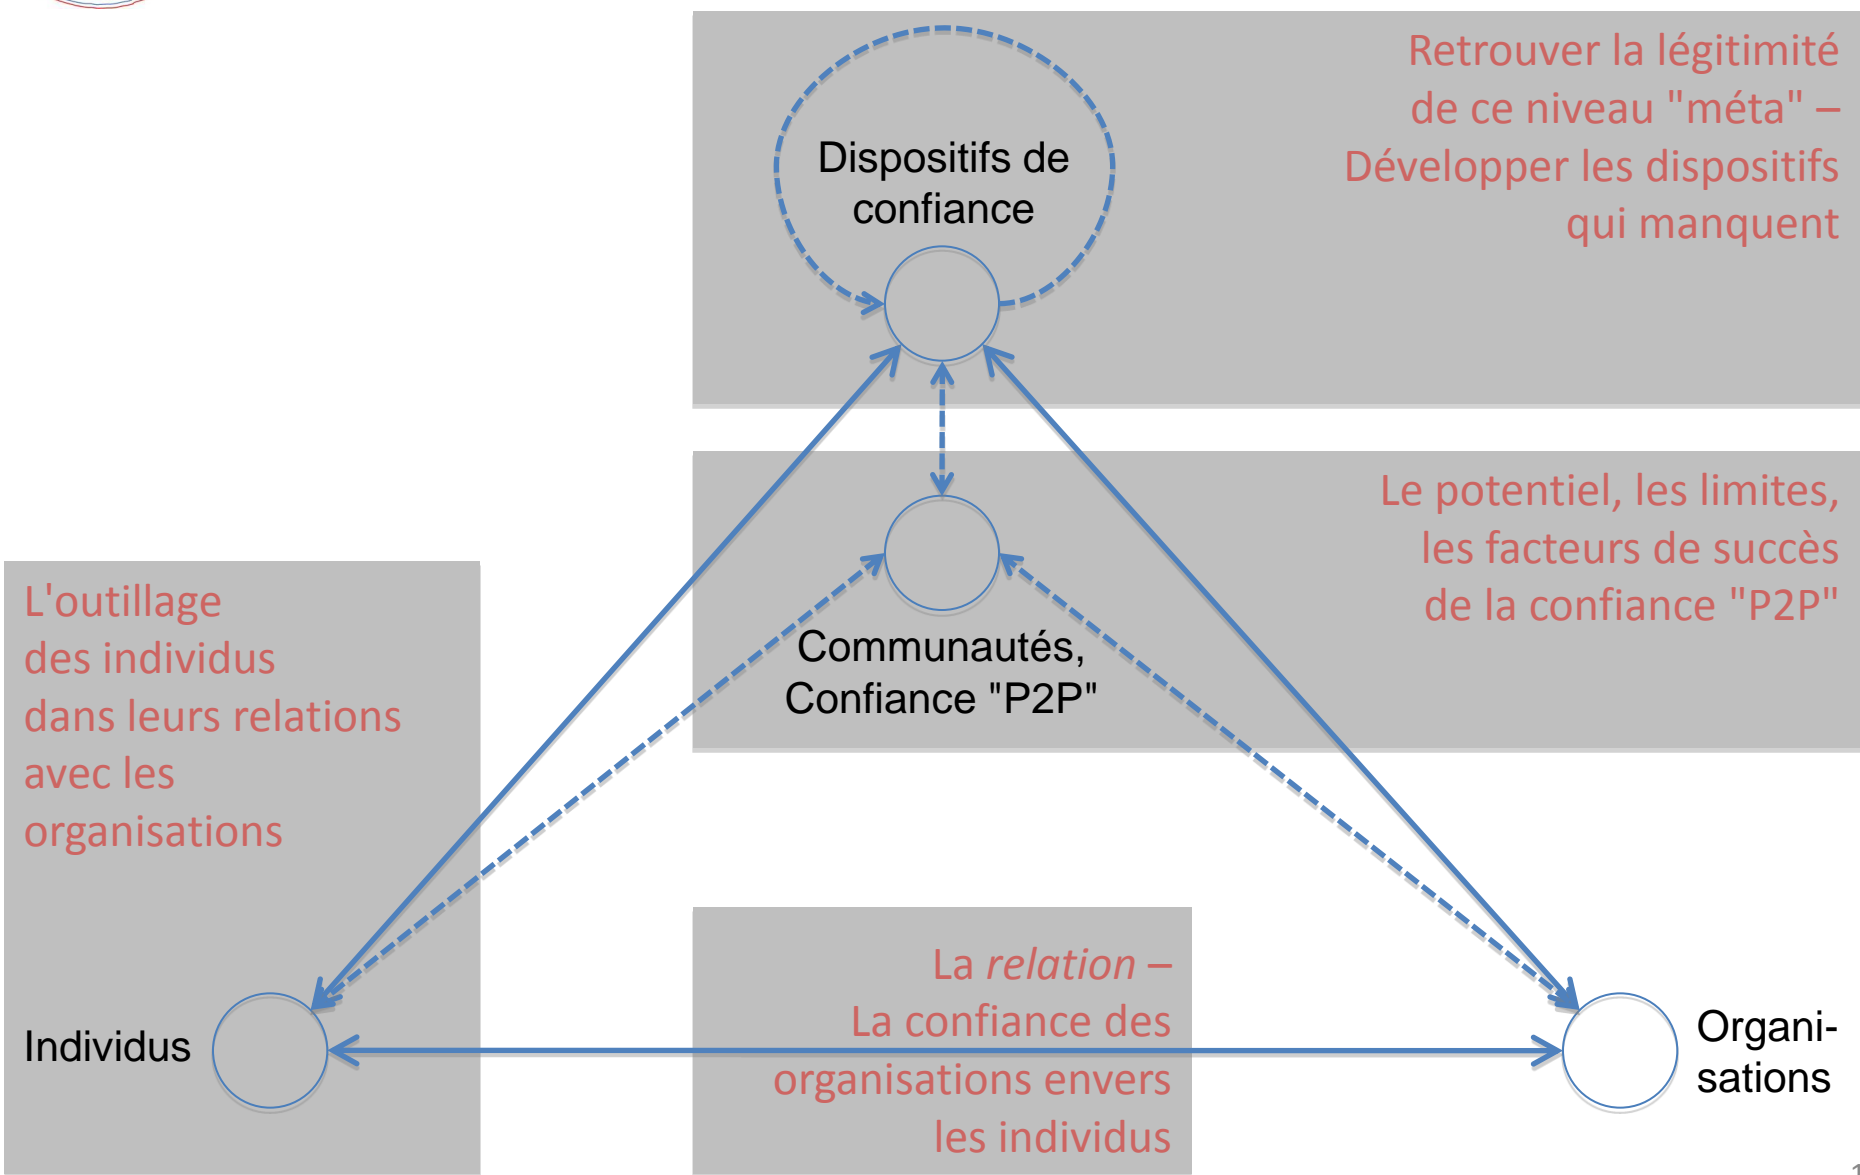 Retrouver la légitimité
de ce niveau "méta" –
Développer les dispositifs
qui manquent
Dispositifs de
confiance
Le potentiel, les limites,
les facteurs de succès
de la confiance "P2P"
Communautés,
Confiance "P2P"
L'outillage
des individus
dans leurs relations
avec les
organisations
La relation –
La confiance des
organisations envers
les individus
Individus
Organi-
sations